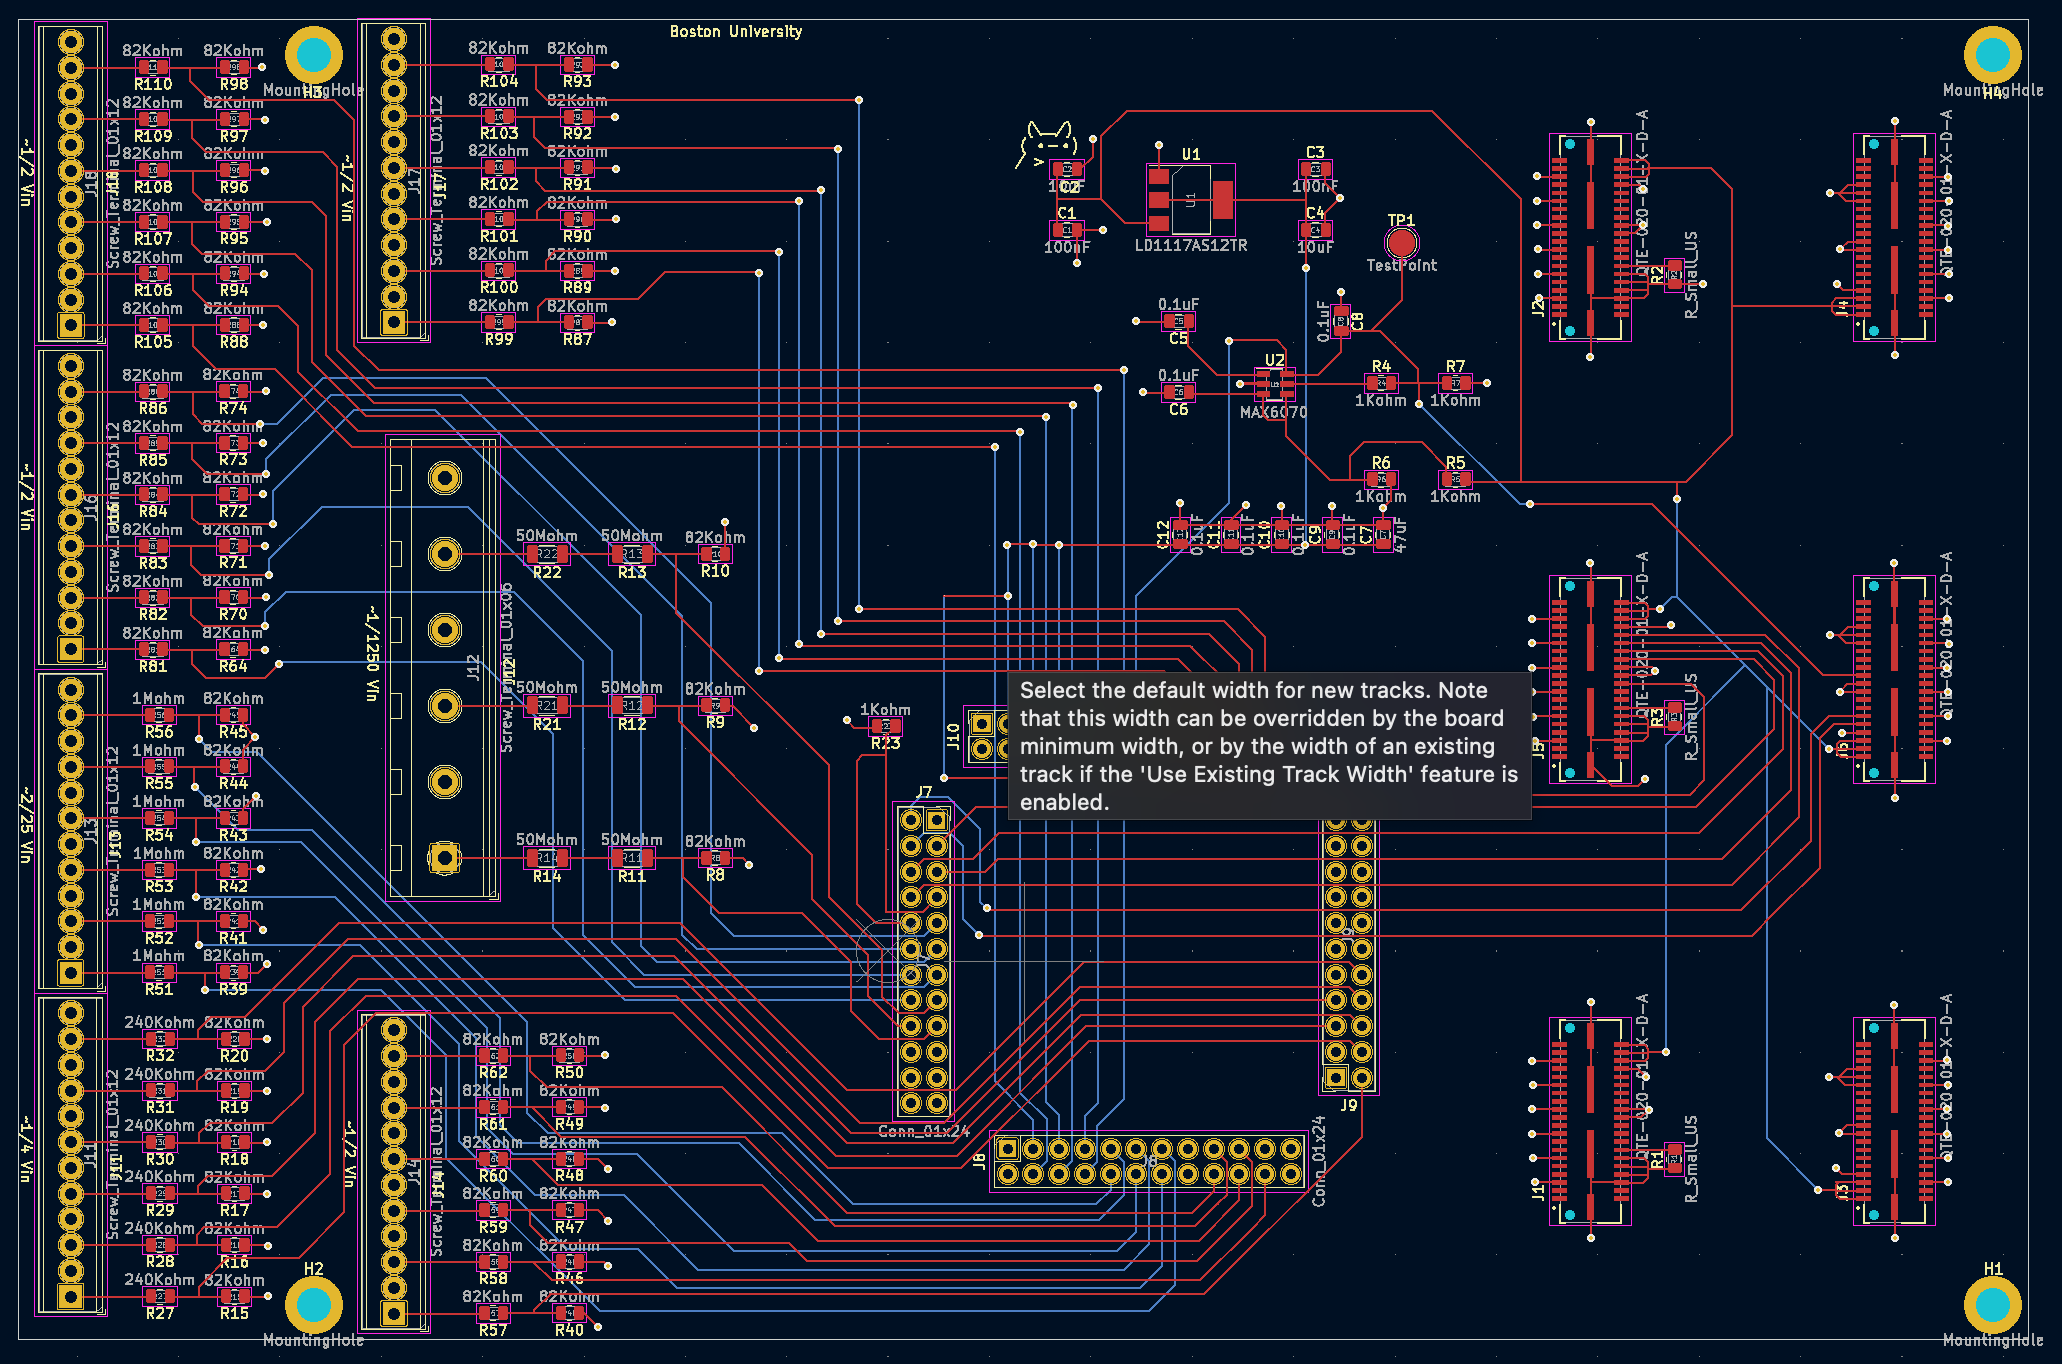 Boston University
82Kohm 82Kohm
R110 R98
82Kohm 82Kohm
R109 R97
82Kohm 82Kohm
R108 R96
82Kohm 82Kohm
R107 R95
82Kohm 82Kohm
R106 R94
82Kohm 82Kohm
R105 R88
~1/2 Vin
J18
Screw_Terminal_01x12
MountingHole
H3
82Kohm 82Kohm
R104 R93
82Kohm 82Kohm
R103 R92
82Kohm 82Kohm
R102 R91
82Kohm 82Kohm
R101 R90
82Kohm 82Kohm
R100 R89
82Kohm 82Kohm
R99 R87
~1/2 Vin
J17
Screw_Terminal_01x12
82Kohm 82Kohm
R86 R74
82Kohm 82Kohm
R85 R73
82Kohm 82Kohm
R84 R72
82Kohm 82Kohm
R83 R71
82Kohm 82Kohm
R82 R70
82Kohm 82Kohm
R81 R64
~1/2 Vin
J16
Screw_Terminal_01x12
1Mohm 82Kohm
R56 R45
1Mohm 82Kohm
R55 R44
1Mohm 82Kohm
R54 R43
1Mohm 82Kohm
R53 R42
1Mohm 82Kohm
R52 R41
1Mohm 82Kohm
R51 R39
~2/25 Vin
J13
Screw_Terminal_01x12
240Kohm 82Kohm
R32 R20
240Kohm 82Kohm
R31 R19
240Kohm 82Kohm
R30 R18
240Kohm 82Kohm
R29 R17
240Kohm 82Kohm
R28 R16
240Kohm 82Kohm
R27 R15
~1/4 Vin
J11
Screw_Terminal_01x12
H2
MountingHole
50Mohm 50Mohm 82Kohm
R22 R13 R10
50Mohm 50Mohm 82Kohm
R21 R12 R9
50Mohm 50Mohm 82Kohm
R14 R11 R8
~1/1250 Vin
J12
Screw_Terminal_01x06
82Kohm 82Kohm
R62 R50
82Kohm 82Kohm
R61 R49
82Kohm 82Kohm
R60 R48
82Kohm 82Kohm
R59 R47
82Kohm 82Kohm
R58 R46
82Kohm 82Kohm
R57 R40
~1/2 Vin
J14
Screw_Terminal_01x12
C2
C1
100nF
U1
LD1117AS12TR
C3
100nF
C4
10uF
TP1
TestPoint
0.1uF
C5
0.1uF
C6
U2
MAX6070
0.1uF
C8
R4 R7
1Kohm 1Kohm
R6 R5
1Kohm 1Kohm
C12
0.1uF
C11
0.1uF
C10
0.1uF
C9
0.1uF
C7
47uF
1Kohm
R23
J10
J7
Conn_01x24
J8
Conn_01x24
J9
Select the default width for new tracks. Note
that this width can be overridden by the board
minimum width, or by the width of an existing
track if the 'Use Existing Track Width' feature is
enabled.
J2
QTE-020-01-X-D-A
R2
R_Small_US
J4
QTE-020-01-X-D-A
MountingHole
H4
J5
QTE-020-01-X-D-A
R3
R_Small_US
QTE-020-01-X-D-A
J1
QTE-020-01-X-D-A
R1
R_Small_US
J3
QTE-020-01-X-D-A
H1
MountingHole